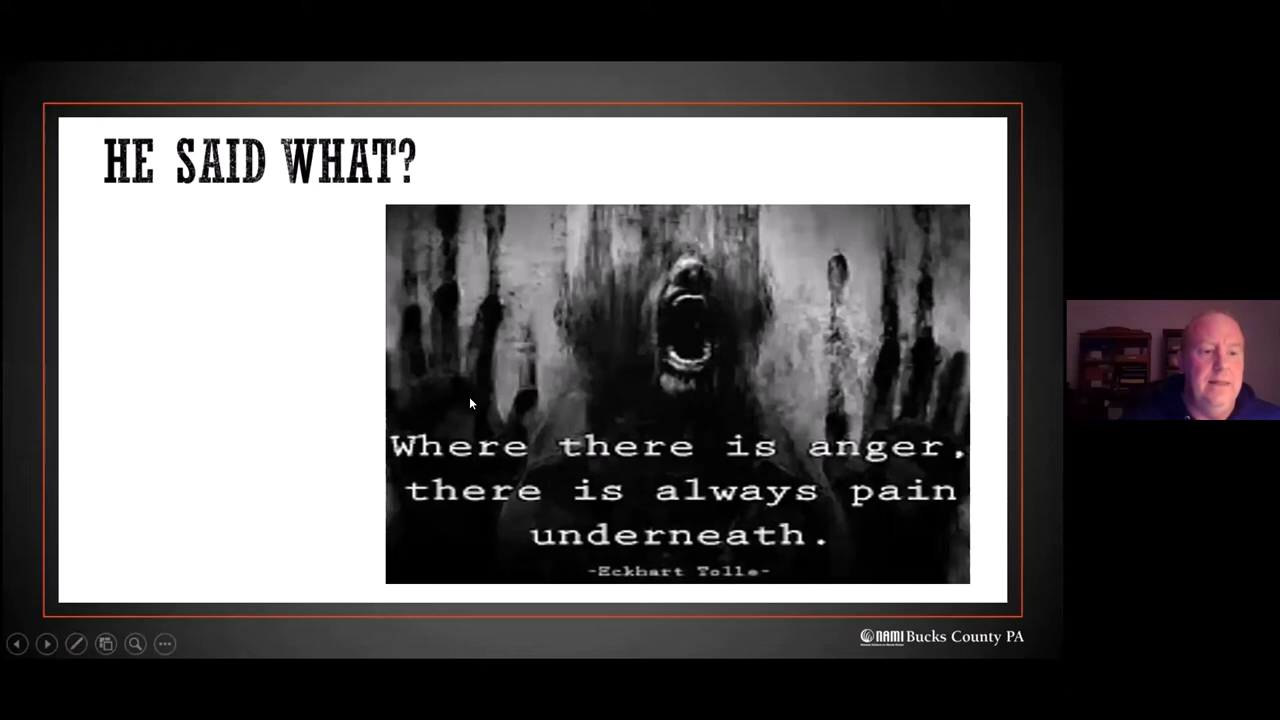 HE SAID WHAT?
Where there is anger,
there is always pain
underneath.
-Eckhart Tolle-
NAMI Bucks County PA